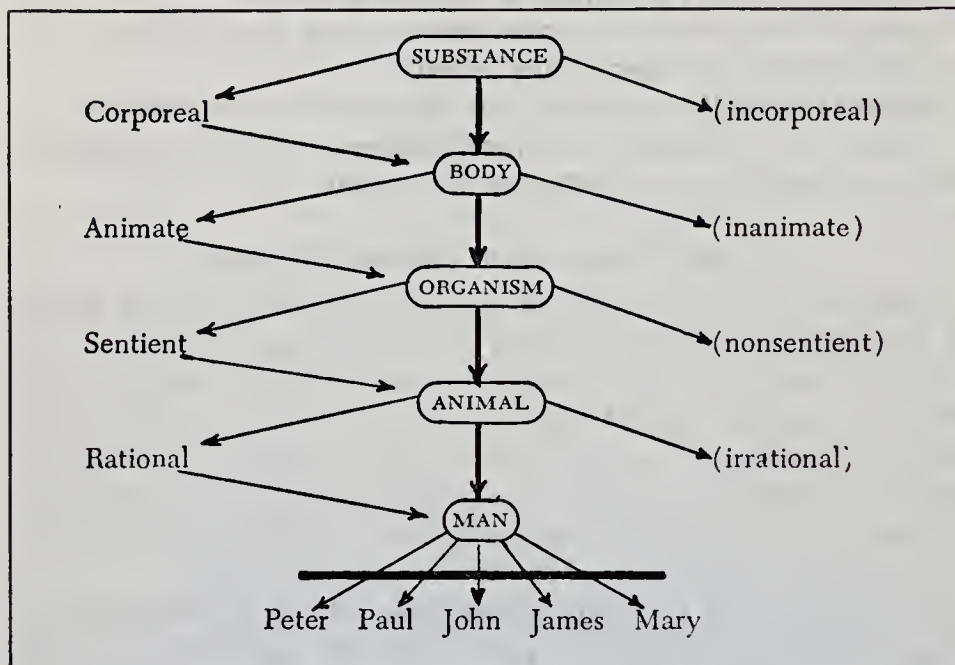 SUBSTANCE
Corporeal (incorporeal)
BODY
Animate (inanimate)
ORGANISM
Sentient (nonsentient)
ANIMAL
Rational (irrational)
MAN
Peter Paul John James Mary